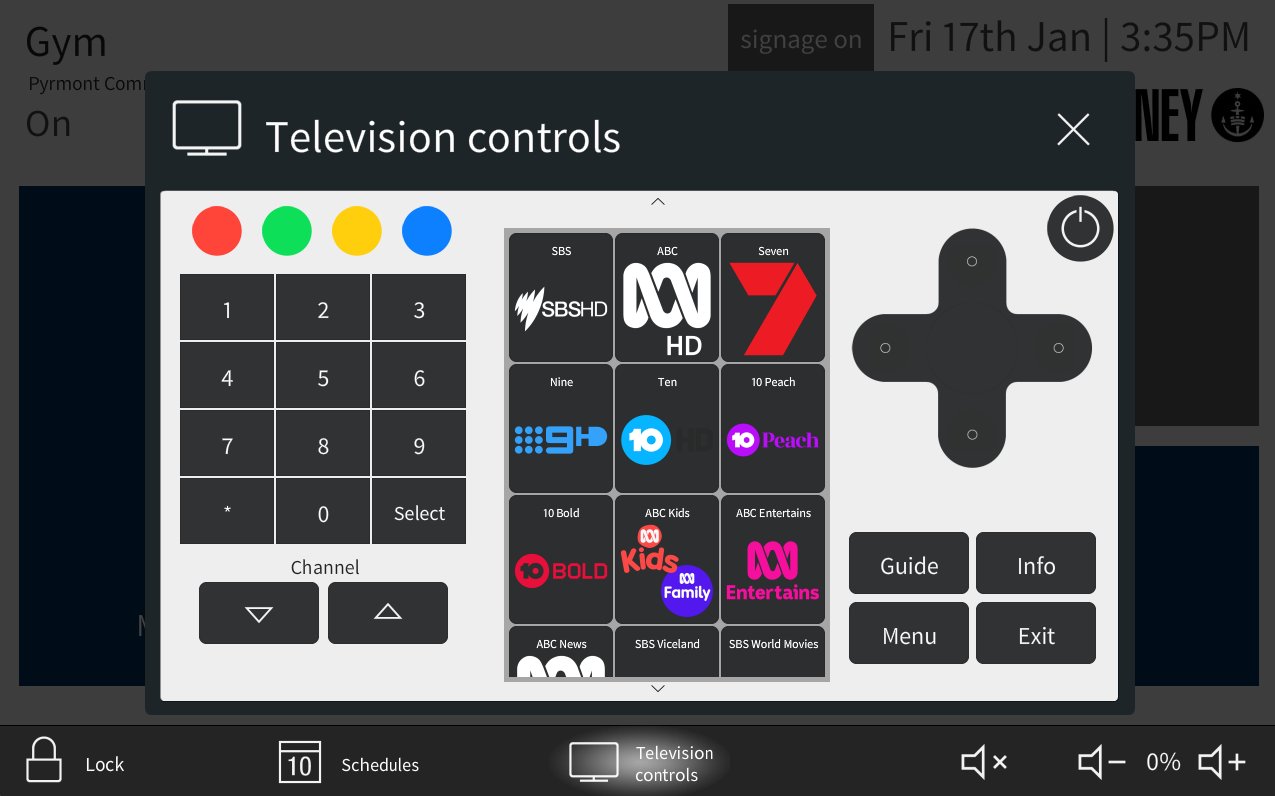 Gym
signage on
Fri 17th Jan | 3:35PM
Pyrmont Com
On
NEY
Television controls
1
2
3
4
5
6
7
8
9
*
0
Select
Channel
SBS
ABC
Seven
SBSHD
HD
7
Nine
Ten
10 Peach
9HD
10 HD
10 Peach
10 Bold
ABC Kids
ABC Entertains
10 BOLD
Kids
Family
Entertains
ABC News
SBS Viceland
SBS World Movies
Guide
Info
Menu
Exit
Lock
10
Schedules
Television
controls
0%